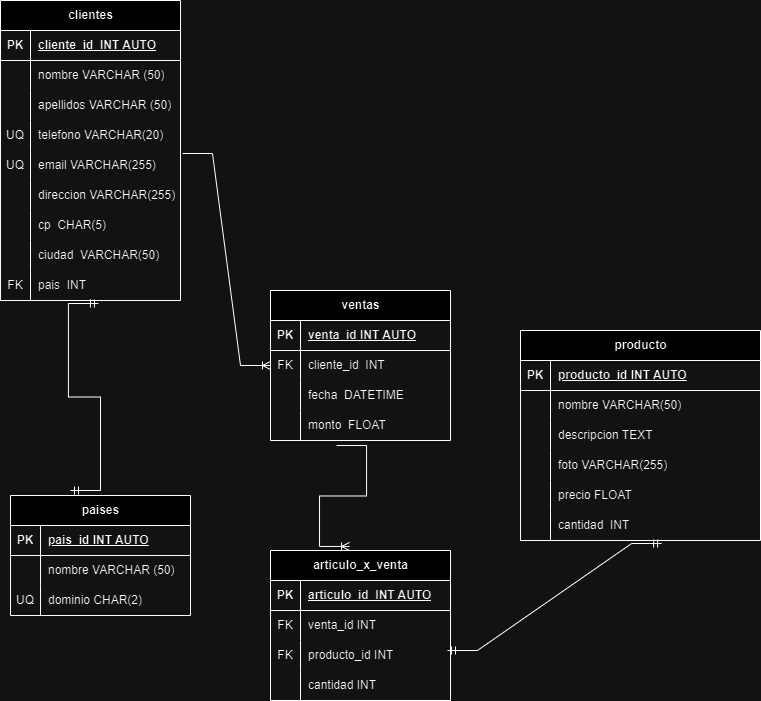 clientes
PK cliente_id INT AUTO
nombre VARCHAR (50)
apellidos VARCHAR (50)
UQ telefono VARCHAR(20)
UQ email VARCHAR(255)
direccion VARCHAR(255)
cp CHAR(5)
ciudad VARCHAR(50)
FK pais INT
ventas
PK venta_id INT AUTO
FK cliente_id INT
fecha DATETIME
monto FLOAT
producto
PK producto_id INT AUTO
nombre VARCHAR(50)
descripcion TEXT
foto VARCHAR(255)
precio FLOAT
cantidad INT
paises
PK pais_id INT AUTO
nombre VARCHAR (50)
UQ dominio CHAR(2)
articulo_x_venta
PK articulo_id INT AUTO
FK venta_id INT
FK producto_id INT
cantidad INT